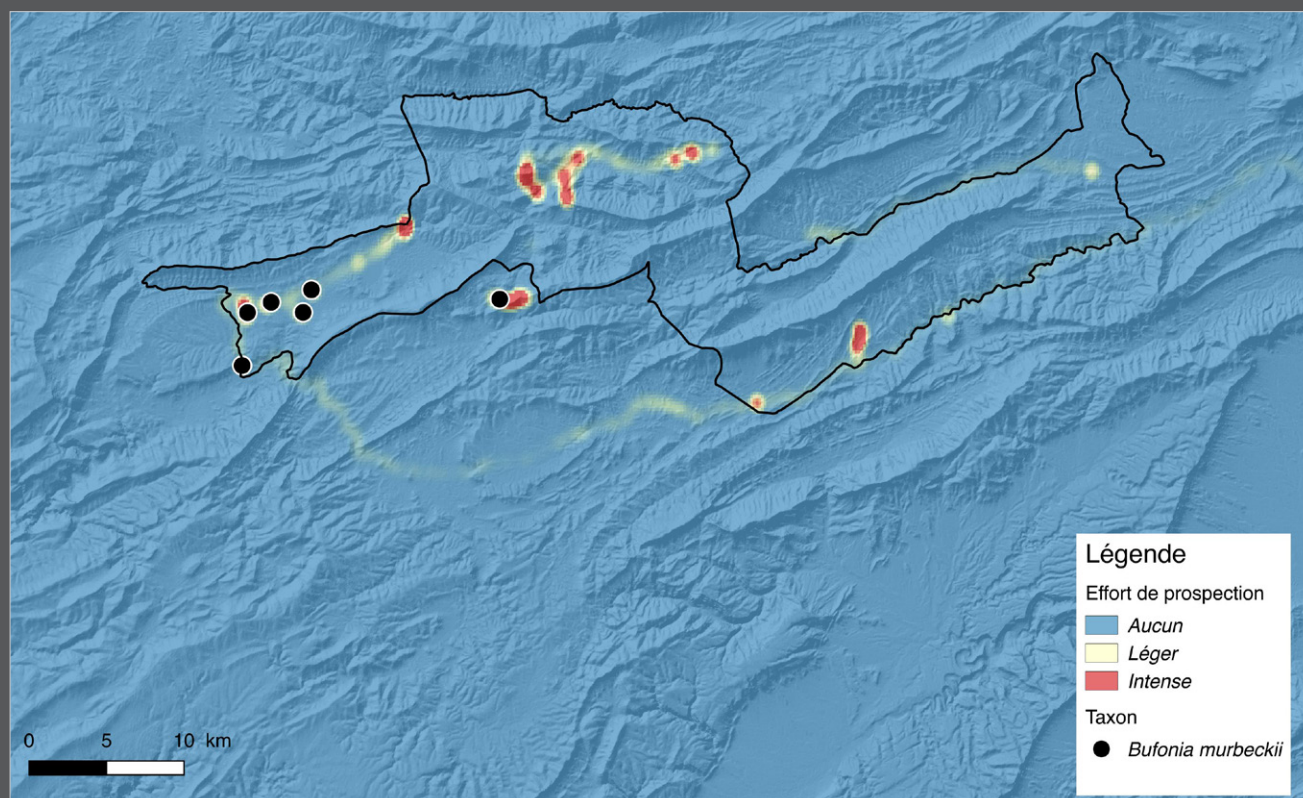 Légende
Effort de prospection
Aucun
Léger
Intense
Taxon
Bufonia murbeckii
0 5 10 km